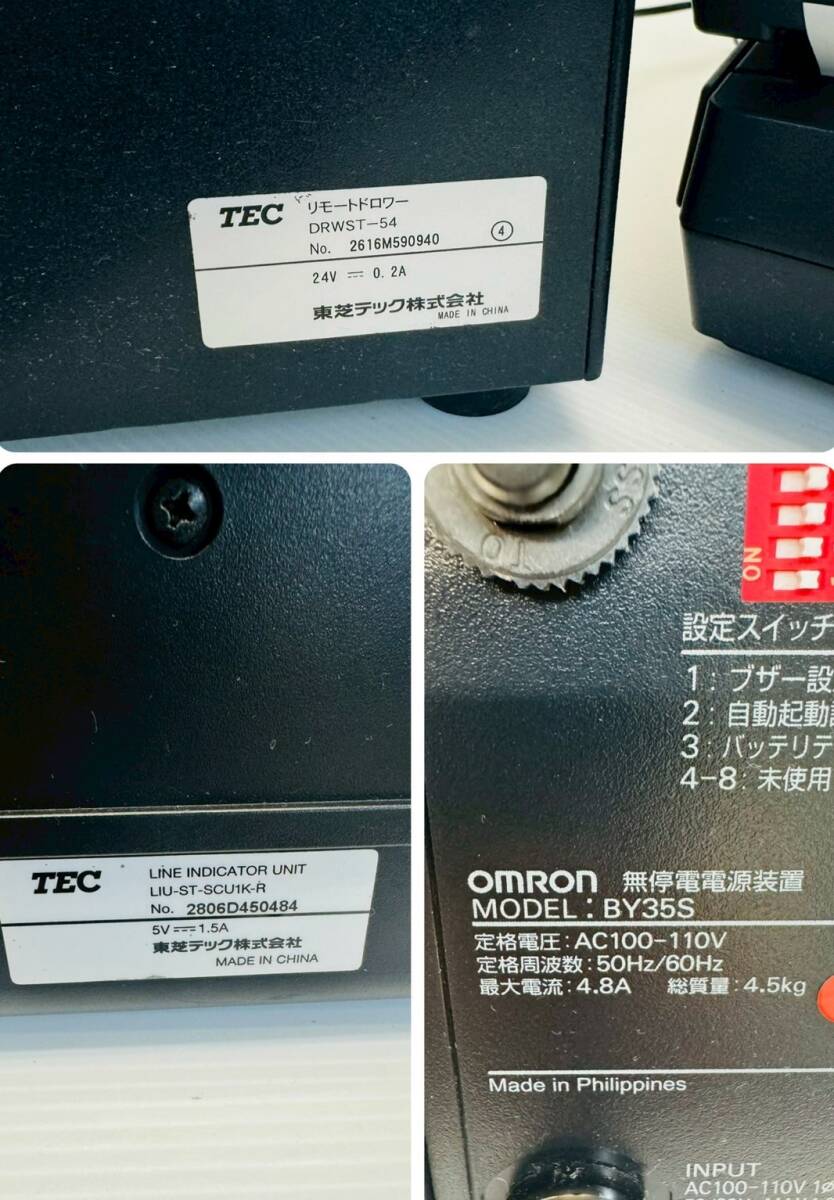 TEC リモートドロワー
DRWST-54
No. 2616M590940 ④
24V ⎓ 0.2A
東芝テック株式会社
MADE IN CHINA
TEC LINE INDICATOR UNIT
LIU-ST-SCU1K-R
No. 2806D450484
5V ⎓ 1.5A
東芝テック株式会社
MADE IN CHINA
TO
SS
ON
設定スイッチ
1: ブザー設
2: 自動起動
3: バッテリテ
4-8: 未使用
OMRON 無停電電源装置
MODEL: BY35S
定格電圧: AC100-110V
定格周波数: 50Hz/60Hz
最大電流: 4.8A 総質量: 4.5kg
Made in Philippines
INPUT
AC100-110V 1ø